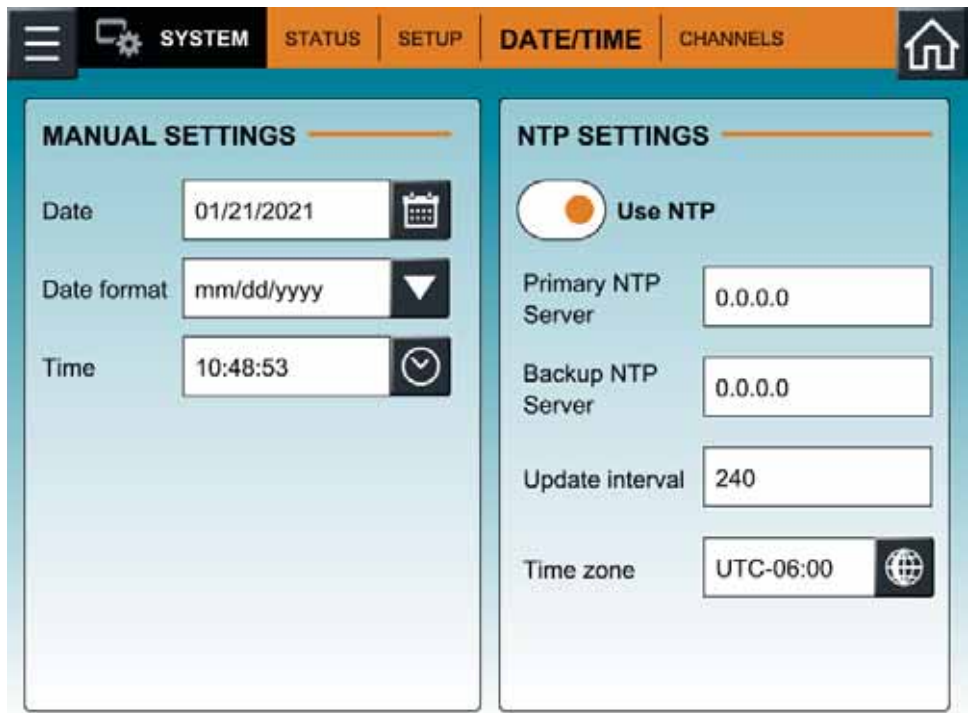 SYSTEM STATUS SETUP DATE/TIME CHANNELS
MANUAL SETTINGS
Date 01/21/2021
Date format mm/dd/yyyy
Time 10:48:53
NTP SETTINGS
Use NTP
Primary NTP
Server
0.0.0.0
Backup NTP
Server
0.0.0.0
Update interval 240
Time zone UTC-06:00